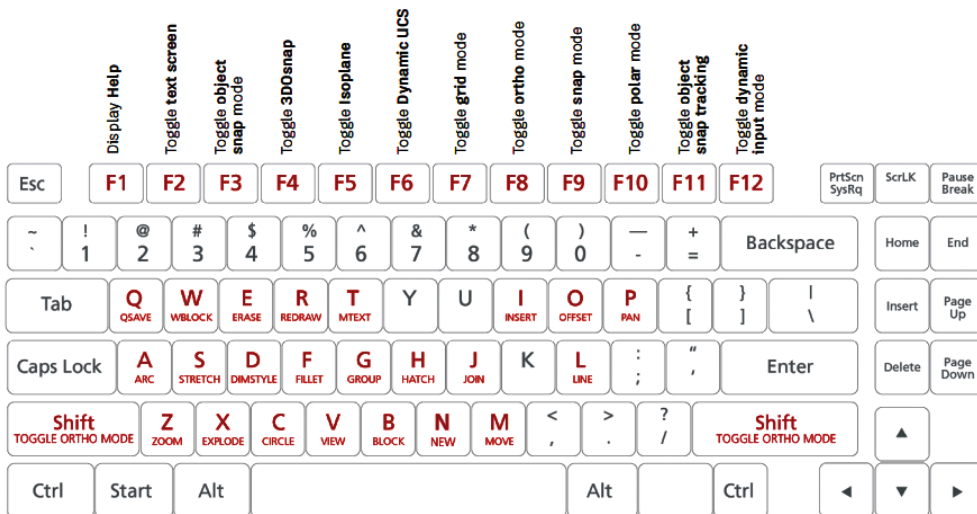 Display Help
Toggle text screen
Toggle object
snap mode
Toggle 3DOsnap
Toggle Isoplane
Toggle Dynamic UCS
Toggle grid mode
Toggle ortho mode
Toggle snap mode
Toggle polar mode
Toggle object
snap tracking
Toggle dynamic
input mode
Esc F1 F2 F3 F4 F5 F6 F7 F8 F9 F10 F11 F12 PrtScn SysRq ScrLK Pause Break
~ ! @ # $ % ^ & * ( ) — +
` 1 2 3 4 5 6 7 8 9 0 - = Backspace Home End
Tab Q W E R T Y U I O P { } | Insert Page Up
QSAVE WBLOCK ERASE REDRAW MTEXT INSERT OFFSET PAN [ ] \
Caps Lock A S D F G H J K L : " Enter Delete Page Down
ARC STRETCH DIMSTYLE FILLET GROUP HATCH JOIN LINE ; '
Shift Z X C V B N M < > ? Shift ▲
TOGGLE ORTHO MODE ZOOM EXPLODE CIRCLE VIEW BLOCK NEW MOVE , . / TOGGLE ORTHO MODE
Ctrl Start Alt Alt Ctrl ◄ ▼ ►